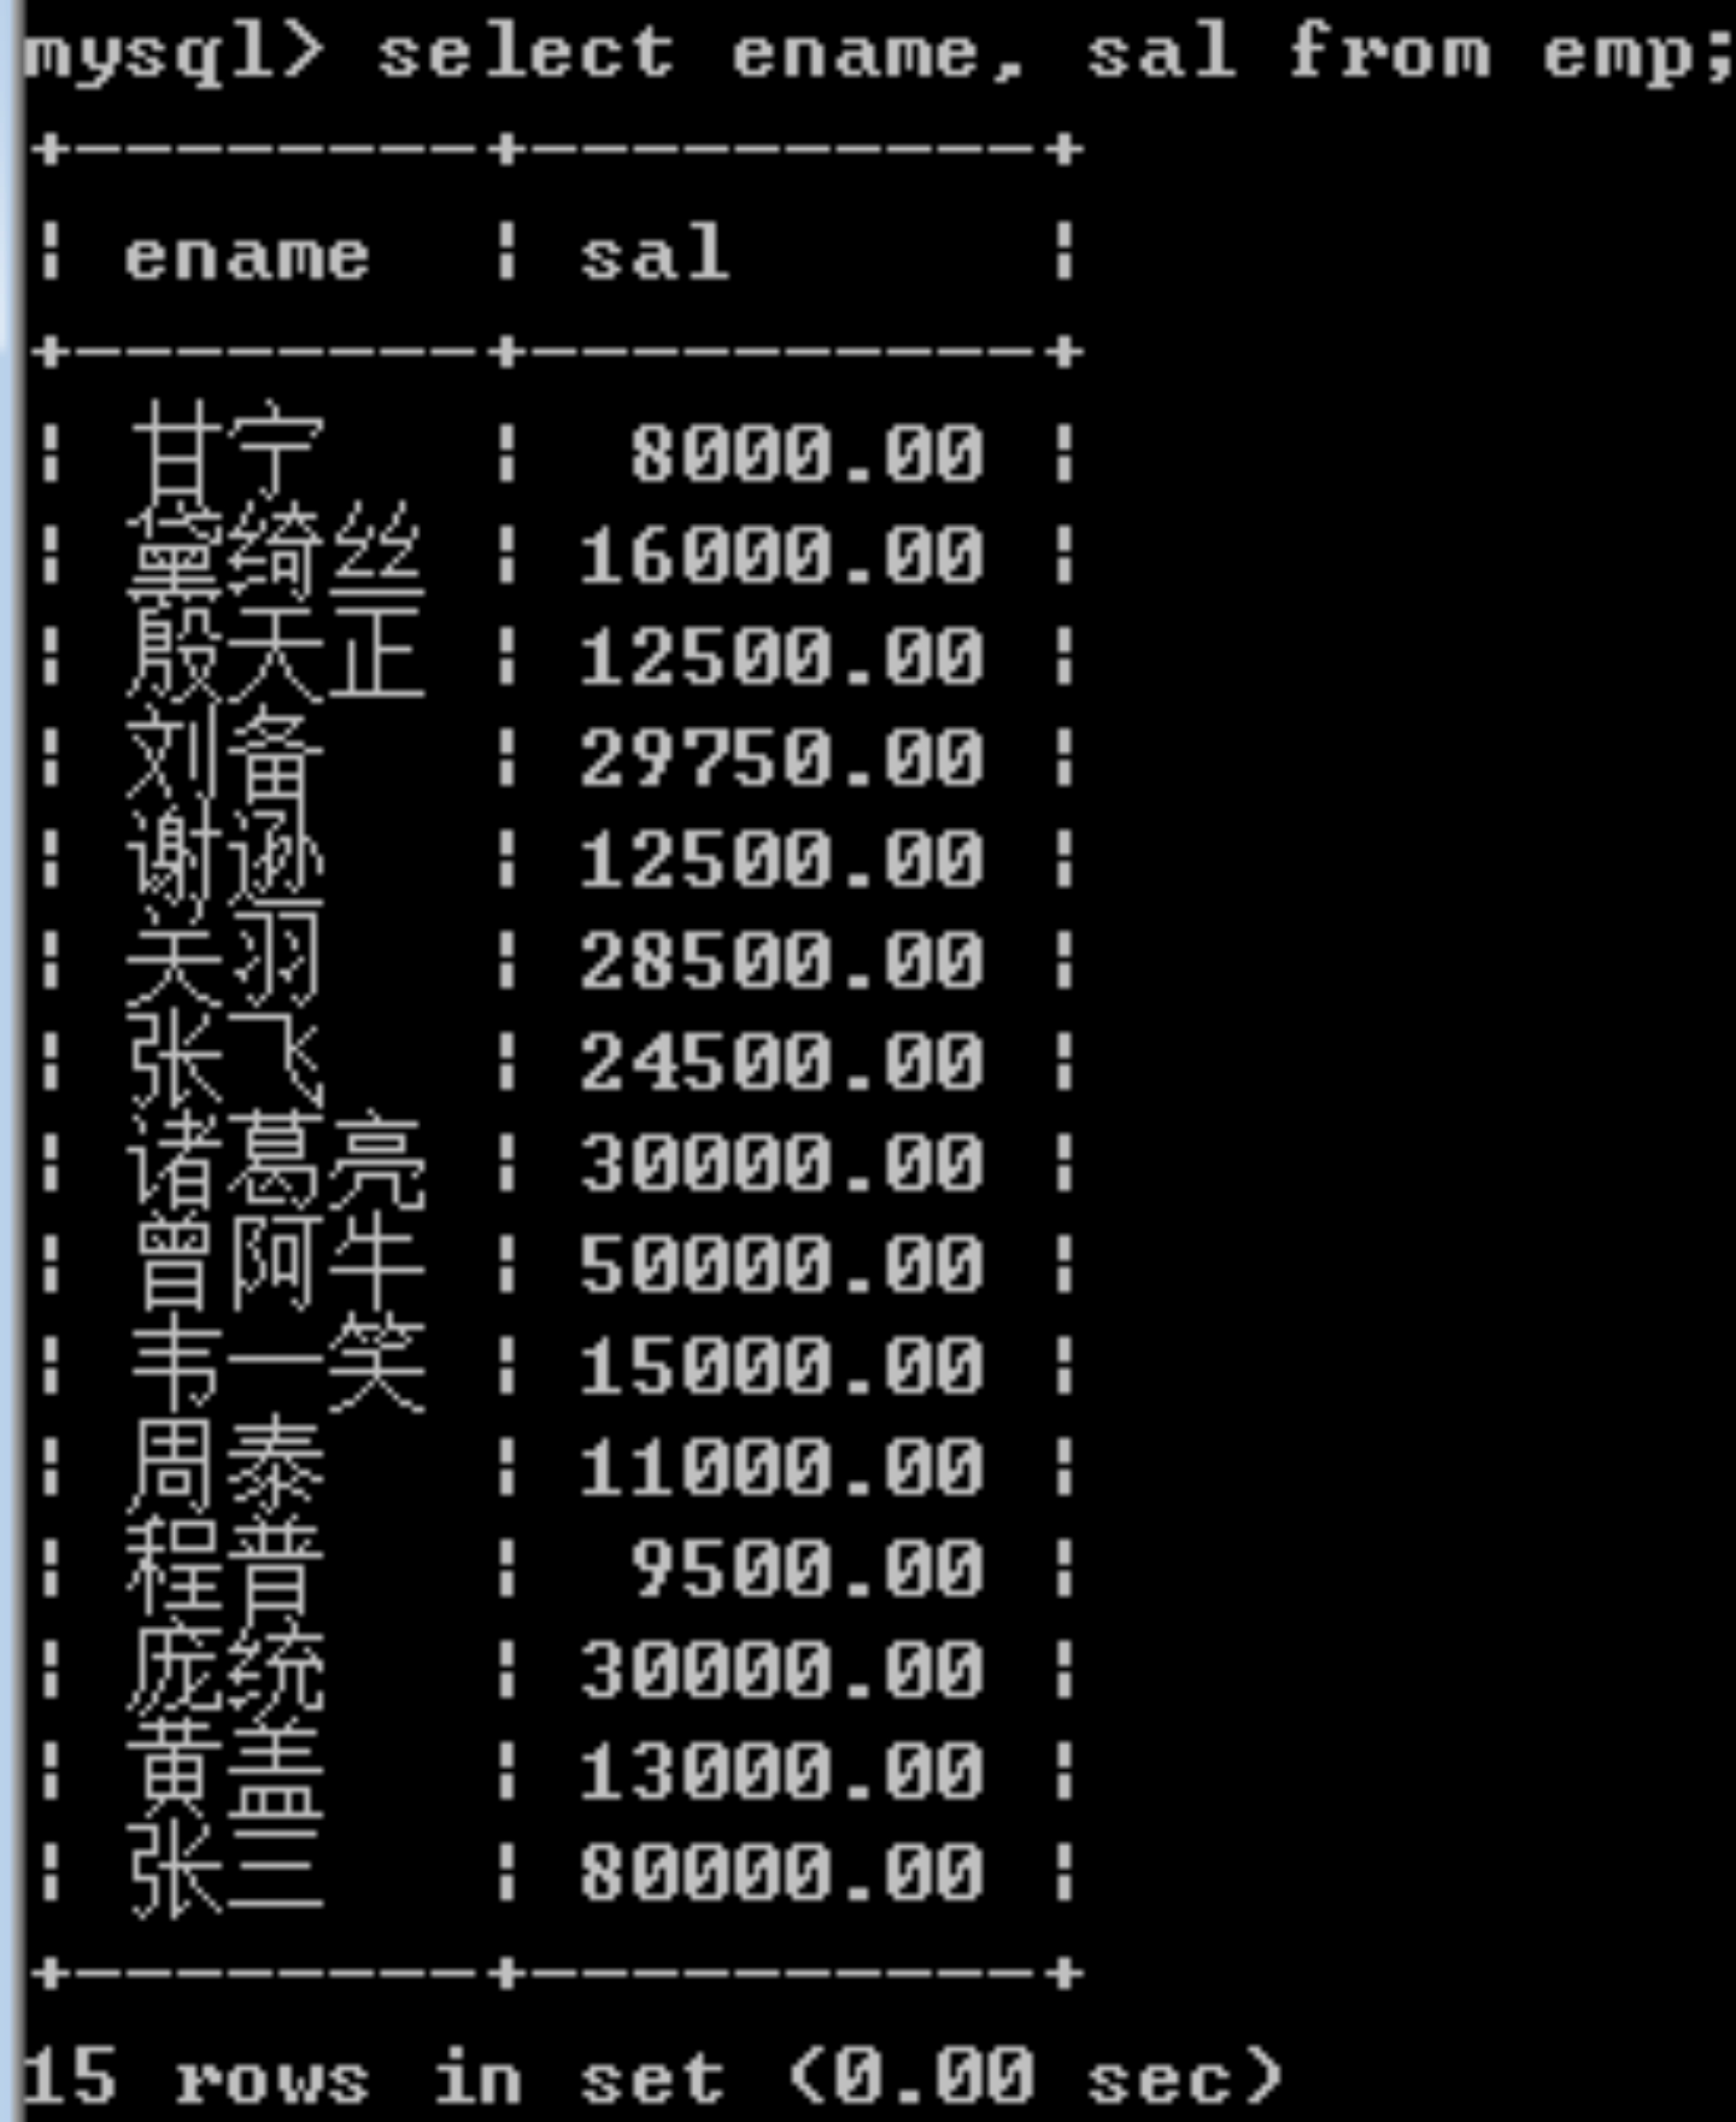 mysql> select ename, sal from emp;
+---------+-----------+
| ename | sal |
+---------+-----------+
| 甘宁 | 8000.00 |
| 黛绮丝 | 16000.00 |
| 殷天正 | 12500.00 |
| 刘备 | 29750.00 |
| 谢逊 | 12500.00 |
| 关羽 | 28500.00 |
| 张飞 | 24500.00 |
| 诸葛亮 | 30000.00 |
| 曾阿牛 | 50000.00 |
| 韦一笑 | 15000.00 |
| 周泰 | 11000.00 |
| 程普 | 9500.00 |
| 庞统 | 30000.00 |
| 黄盖 | 13000.00 |
| 张三 | 80000.00 |
+---------+-----------+
15 rows in set (0.00 sec)